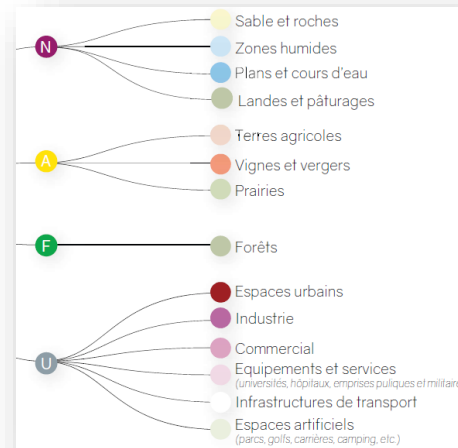 N
Sable et roches
Zones humides
Plans et cours d'eau
Landes et pâturages
A
Terres agricoles
Vignes et vergers
Prairies
F
Forêts
U
Espaces urbains
Industrie
Commercial
Equipements et services
(universités, hôpitaux, emprises puliques et militaire
Infrastructures de transport
Espaces artificiels
(parcs, golfs, carrières, camping, etc.)